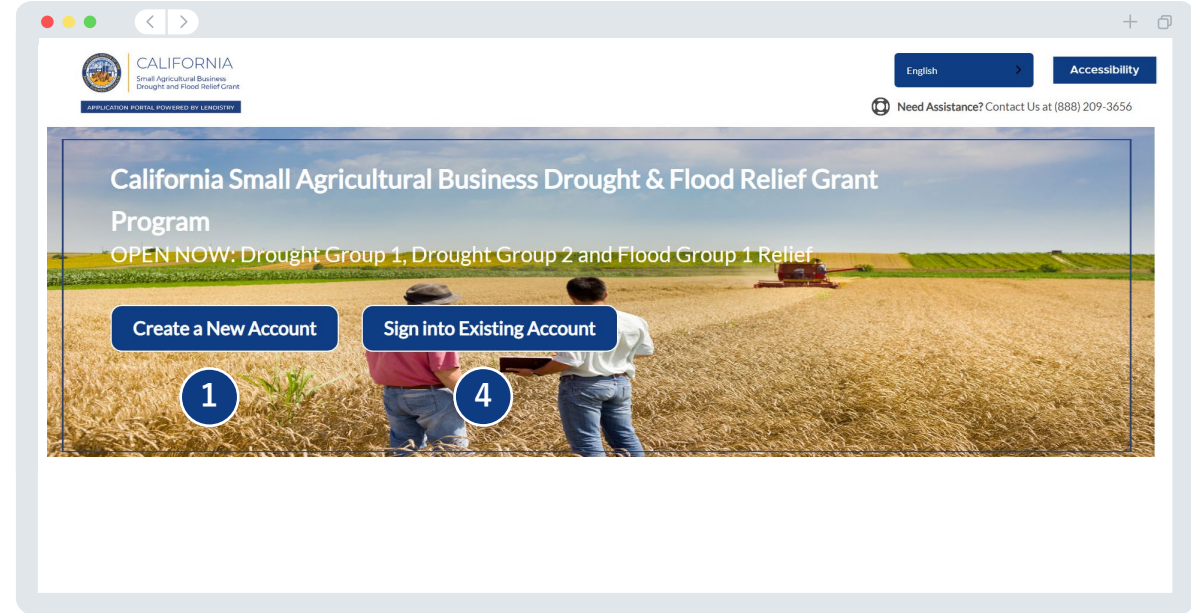 CALIFORNIA
Small Agricultural Business
Drought and Flood Relief Grant
APPLICATION PORTAL POWERED BY LENDISTRY
English
Accessibility
Need Assistance? Contact Us at (888) 209-3656
California Small Agricultural Business Drought & Flood Relief Grant
Program
OPEN NOW: Drought Group 1, Drought Group 2 and Flood Group 1 Relief
Create a New Account
Sign into Existing Account
1
4